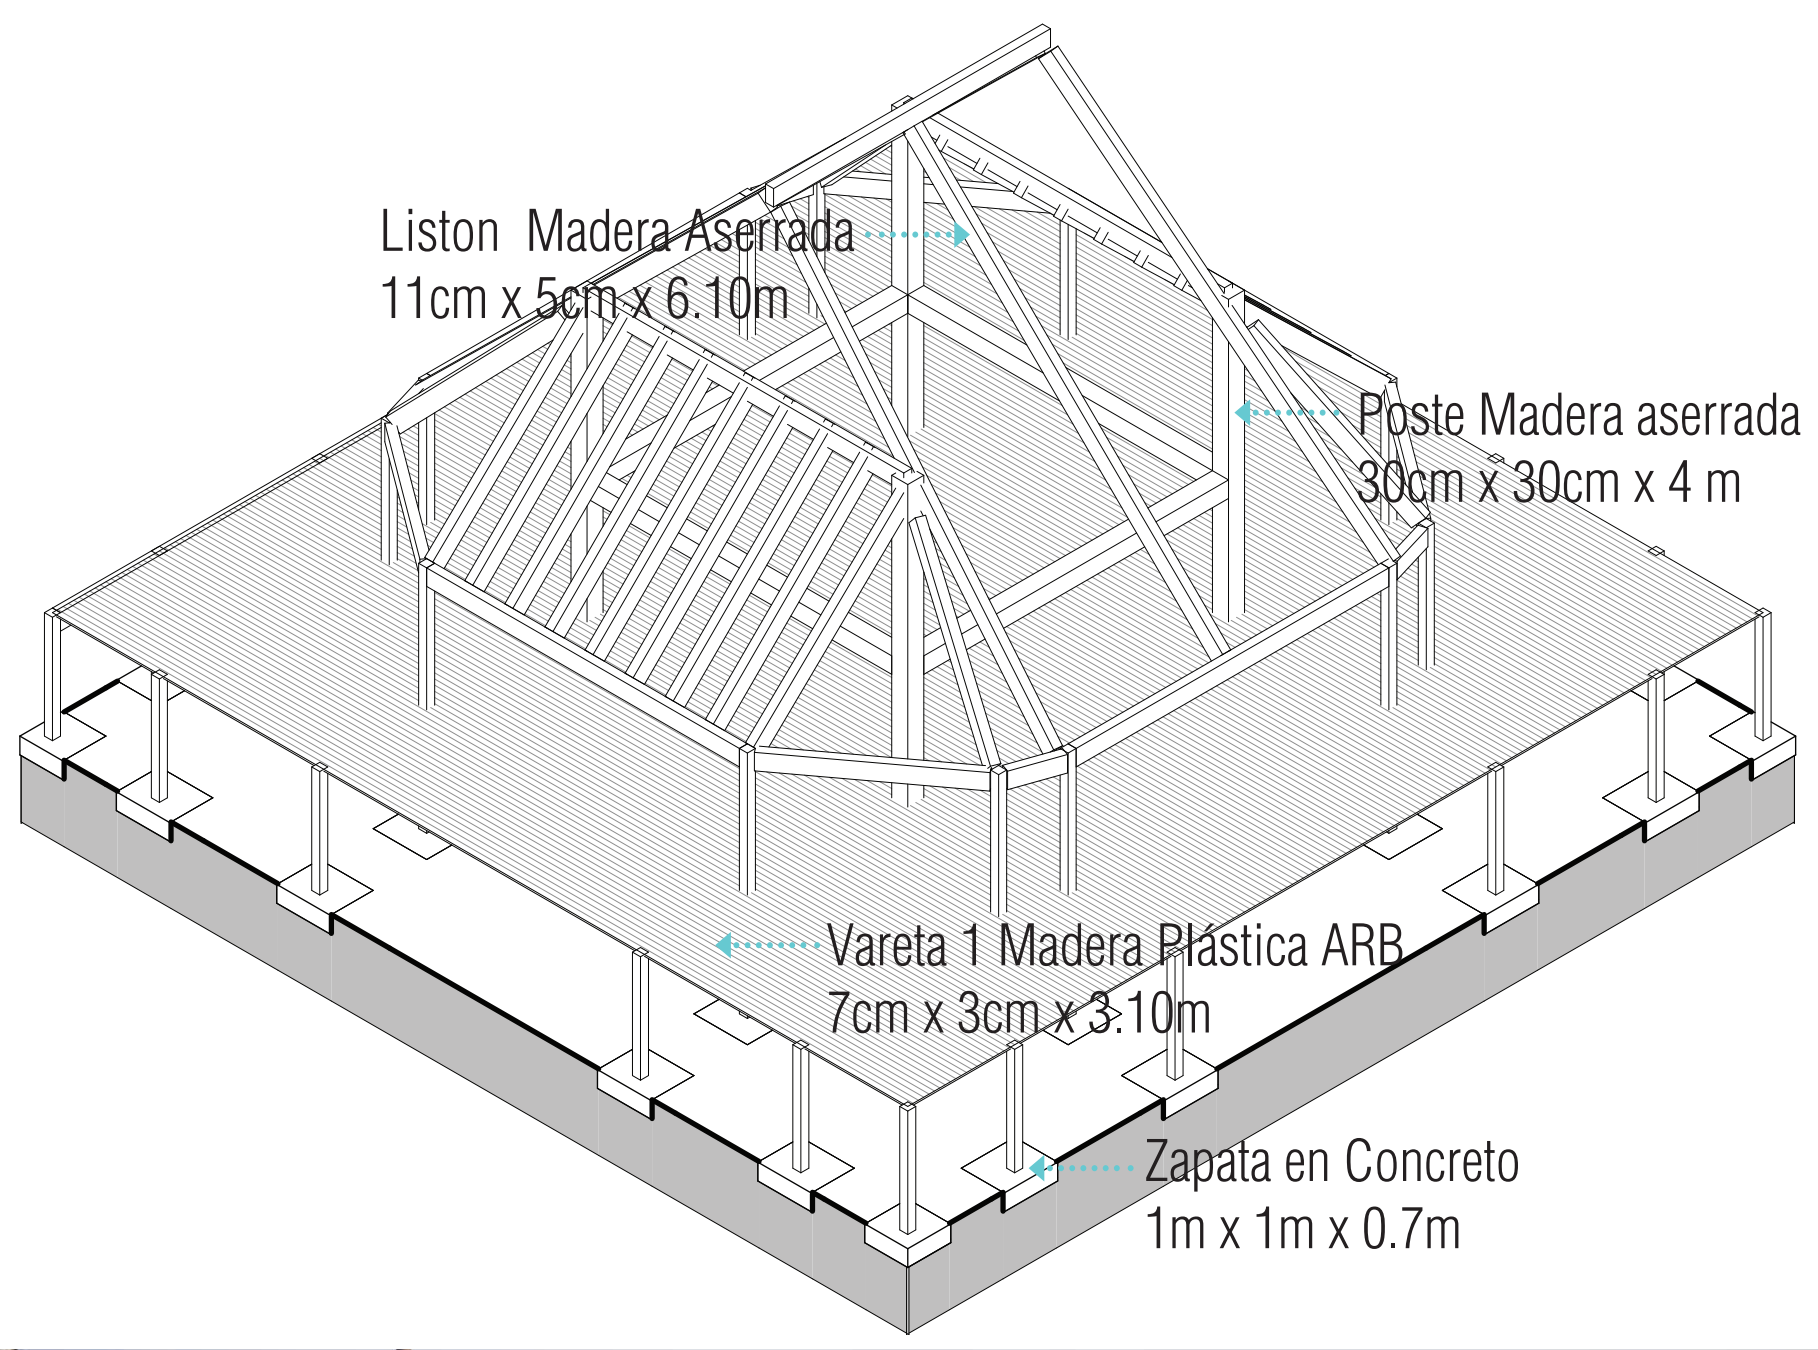 Liston Madera Aserrada
11cm x 5cm x 6.10m
Poste Madera aserrada
30cm x 30cm x 4 m
Vareta 1 Madera Plástica ARB
7cm x 3cm x 3.10m
Zapata en Concreto
1m x 1m x 0.7m